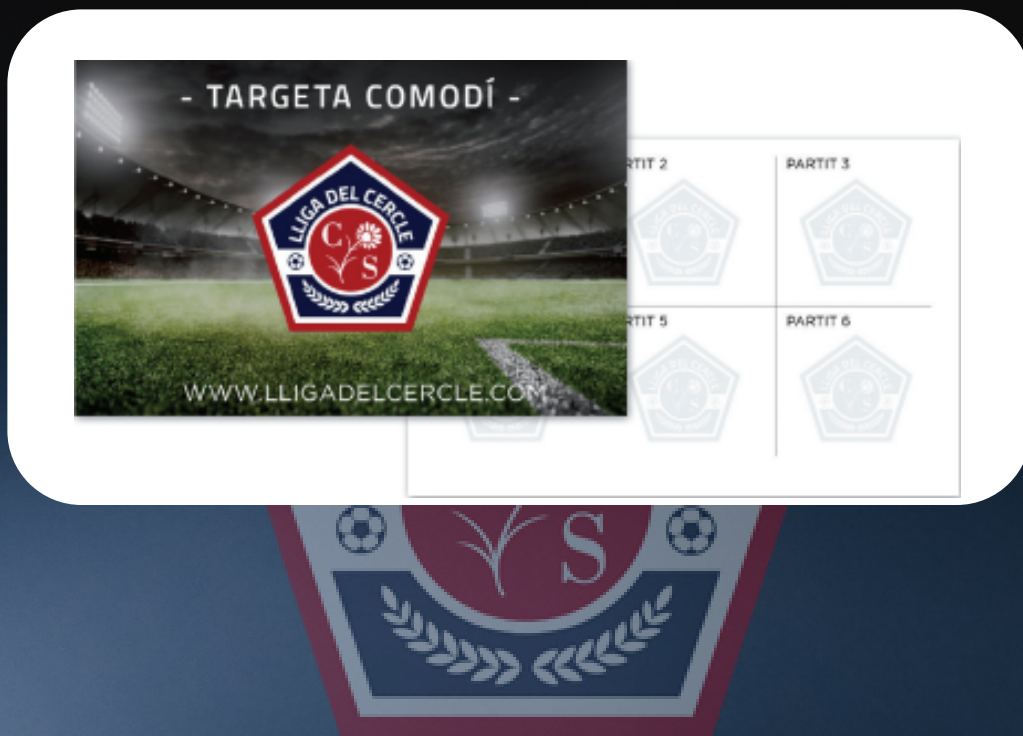 - TARGETA COMODÍ -
LLIGA DEL CERCLE
C
S
WWW.LLIGADELCERCLE.COM
RTIT 2
PARTIT 3
RTIT 5
PARTIT 6
S